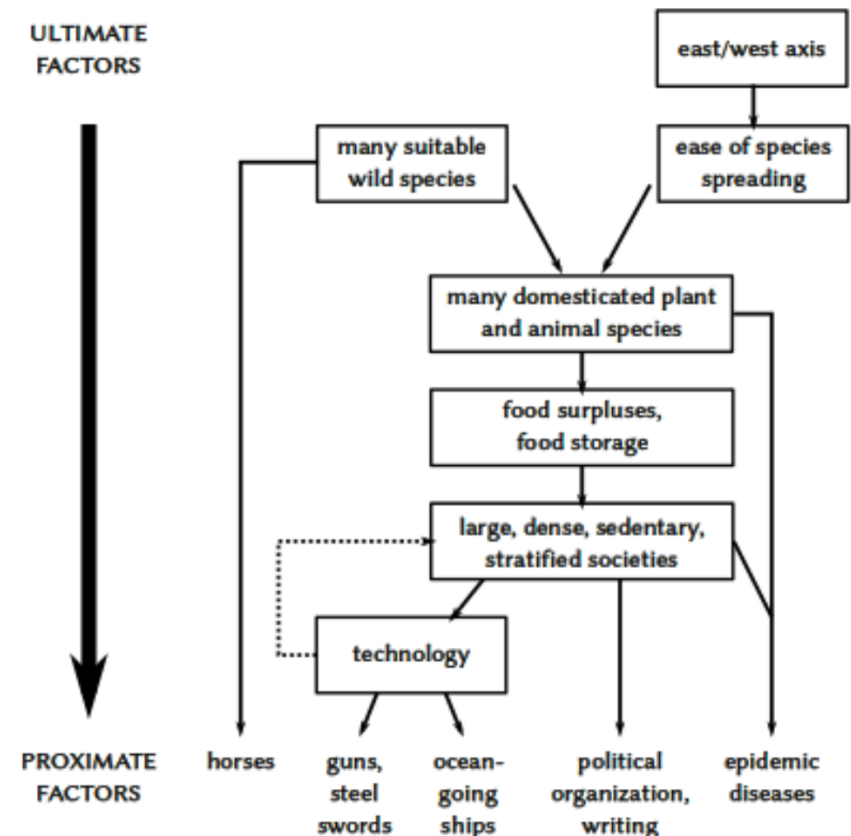 ULTIMATE
FACTORS
east/west axis
many suitable
wild species
ease of species
spreading
many domesticated plant
and animal species
food surpluses,
food storage
large, dense, sedentary,
stratified societies
technology
PROXIMATE
FACTORS
horses
guns,
steel
swords
ocean-
going
ships
political
organization,
writing
epidemic
diseases